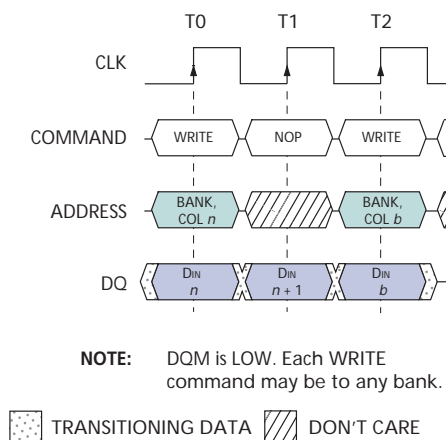 T0 T1 T2
CLK
COMMAND WRITE NOP WRITE
ADDRESS BANK, COL n BANK, COL b
DQ DIN n DIN n + 1 DIN b
NOTE: DQM is LOW. Each WRITE
command may be to any bank.
TRANSITIONING DATA DON'T CARE